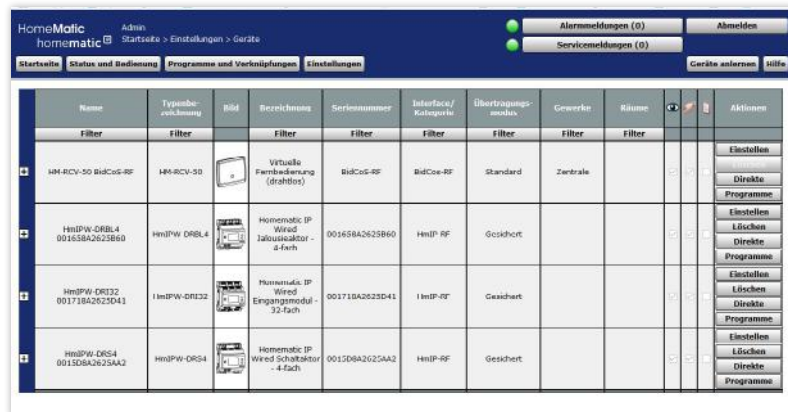 HomeMatic
homematic IP
Admin
Startseite > Einstellungen > Geräte
Alarmmeldungen (0)
Servicemeldungen (0)
Abmelden
Startseite
Status und Bedienung
Programme und Verknüpfungen
Einstellungen
Geräte anlernen
Hilfe
Name
Typenbe-
zeichnung
Bild
Bezeichnung
Seriennummer
Interface/
Kategorie
Übertragungs-
modus
Gewerke
Räume
Aktionen
Filter
Filter
Filter
Filter
Filter
Filter
Filter
Filter
HM-RCV-50 BidCoS-RF
HM-RCV-50
Virtuelle
Fernbedienung
(drahtlos)
BidCoS-RF
BidCos-RF
Standard
Zentrale
Einstellen
Direkte
Programme
HmIPW-DRBL4
001658A2625B60
HmIPW-DRBL4
Homematic IP
Wired
Jalousieaktor -
4-fach
001658A2625B60
HmIP-RF
Gesichert
Einstellen
Löschen
Direkte
Programme
HmIPW-DRI32
001718A2625D41
HmIPW-DRI32
Homematic IP
Wired
Eingangsmodul -
32-fach
001718A2625D41
HmIP-RF
Gesichert
Einstellen
Löschen
Direkte
Programme
HmIPW-DRS4
0015D8A2625AA2
HmIPW-DRS4
Homematic IP
Wired Schaltaktor
- 4-fach
0015D8A2625AA2
HmIP-RF
Gesichert
Einstellen
Löschen
Direkte
Programme